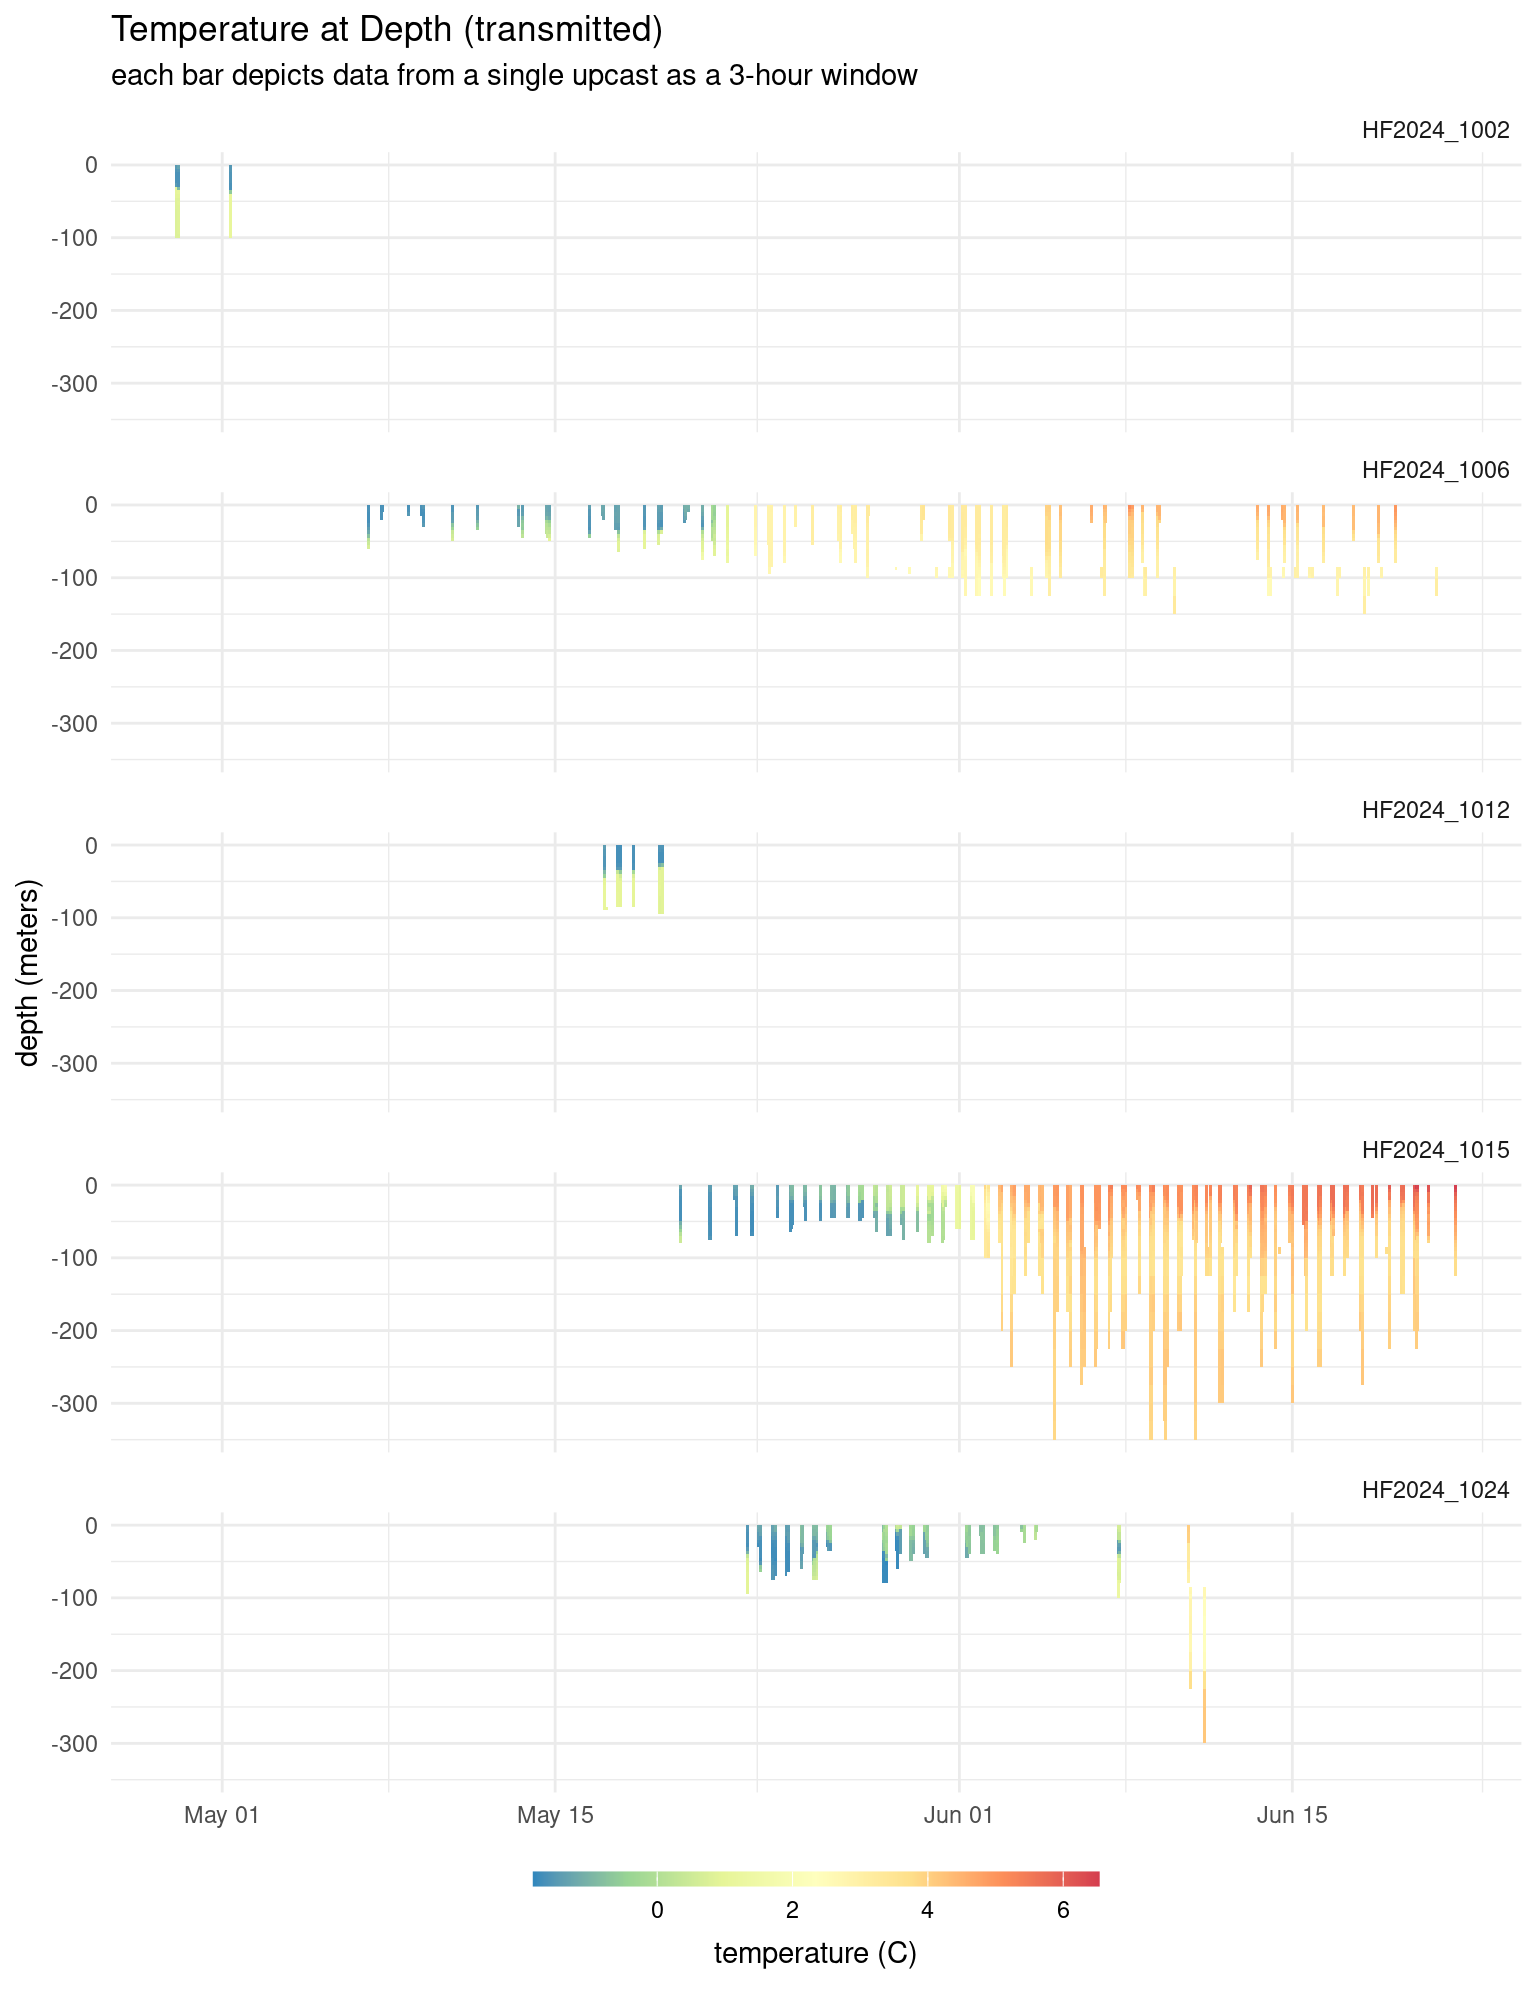 Temperature at Depth (transmitted)
each bar depicts data from a single upcast as a 3-hour window
HF2024_1002
0
-100
-200
-300
HF2024_1006
0
-100
-200
-300
HF2024_1012
0
-100
-200
-300
depth (meters)
HF2024_1015
0
-100
-200
-300
HF2024_1024
0
-100
-200
-300
May 01 May 15 Jun 01 Jun 15
0 2 4 6
temperature (C)